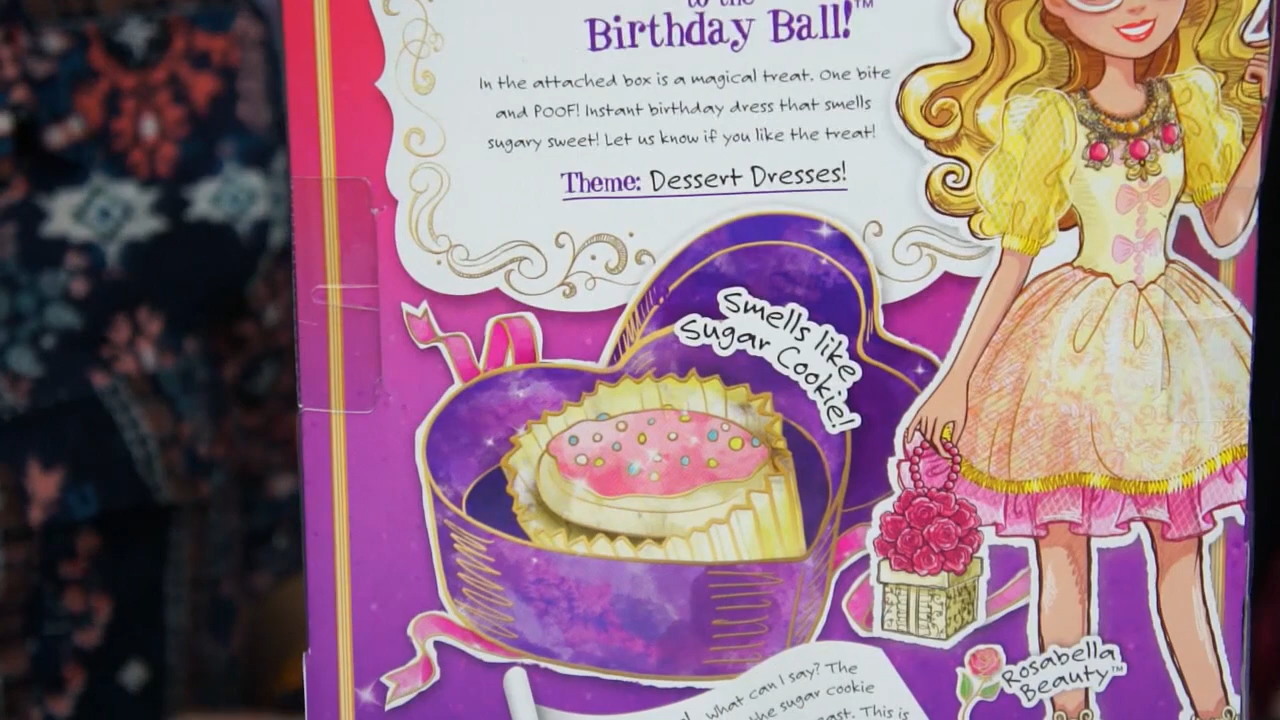 to the
Birthday Ball!™
In the attached box is a magical treat. One bite
and POOF! Instant birthday dress that smells
sugary sweet! Let us know if you like the treat!
Theme: Dessert Dresses!
Smells like
Sugar Cookie!
what can I say? The
the sugar cookie
This is
Rosabella
Beauty™